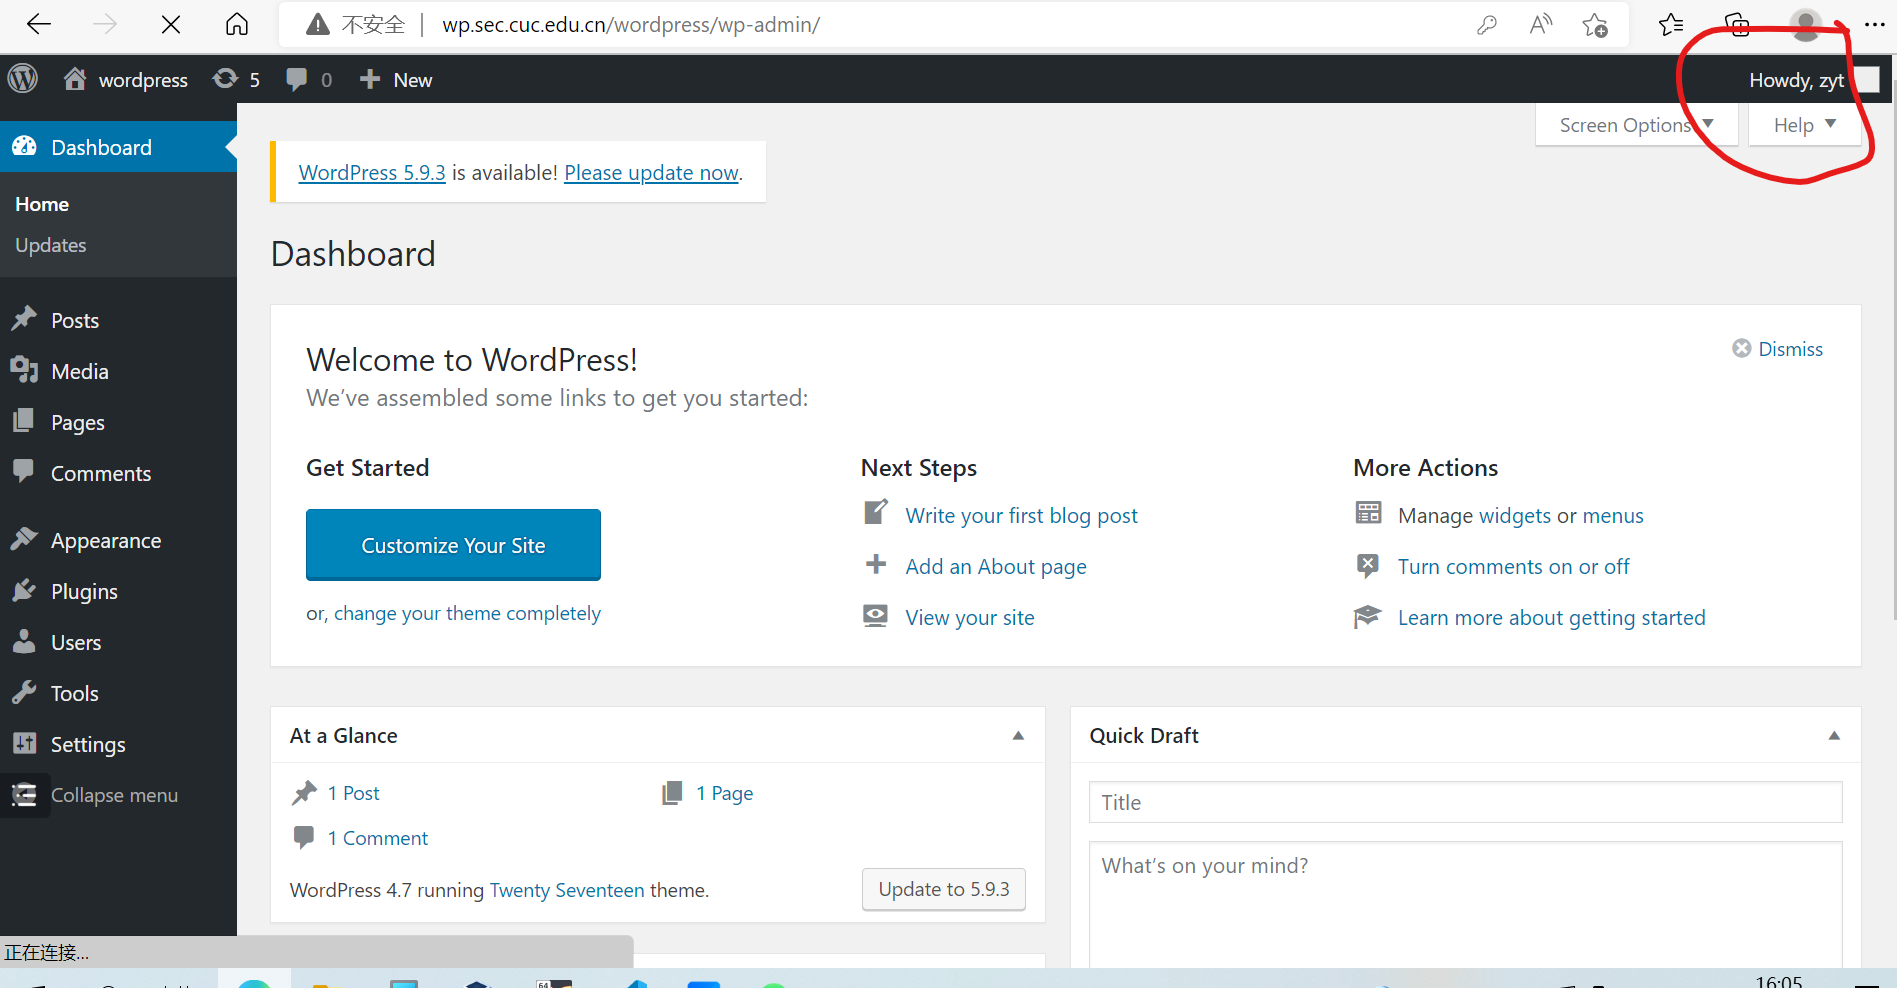 不安全 wp.sec.cuc.edu.cn/wordpress/wp-admin/
wordpress 5 0 New Howdy, zyt
Screen Options Help
Dashboard
Home
Updates
Posts
Media
Pages
Comments
Appearance
Plugins
Users
Tools
Settings
Collapse menu
WordPress 5.9.3 is available! Please update now.
Dashboard
Welcome to WordPress!
We’ve assembled some links to get you started:
Dismiss
Get Started
Customize Your Site
or, change your theme completely
Next Steps
Write your first blog post
Add an About page
View your site
More Actions
Manage widgets or menus
Turn comments on or off
Learn more about getting started
At a Glance
1 Post 1 Page
1 Comment
WordPress 4.7 running Twenty Seventeen theme.
Update to 5.9.3
Quick Draft
Title
What’s on your mind?
正在连接...
64
16:05